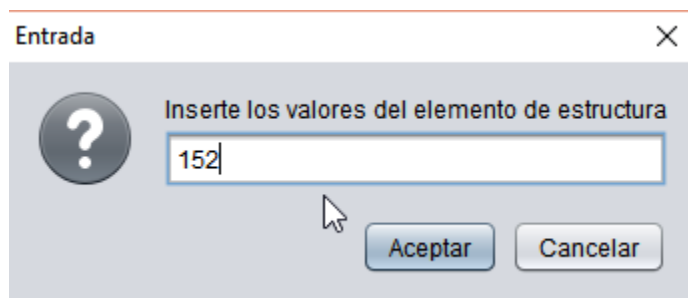 Entrada
Inserte los valores del elemento de estructura
152
Aceptar
Cancelar